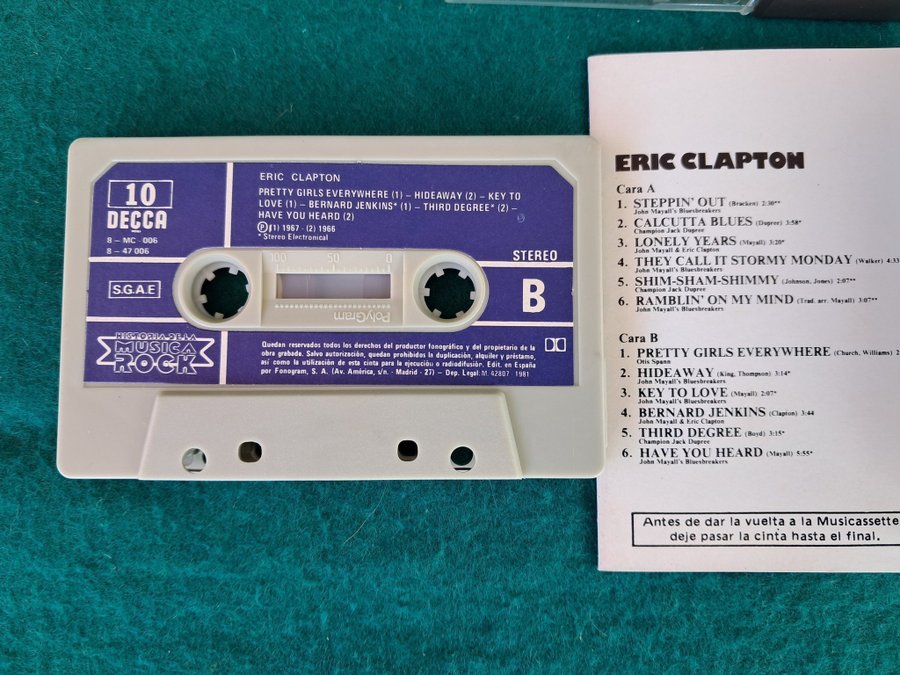 10
DECCA
8 - MC - 006
8 - 47 006
S.G.A.E
HISTORIA DE LA
MUSICA
ROCK
ERIC CLAPTON
PRETTY GIRLS EVERYWHERE (1) – HIDEAWAY (2) – KEY TO
LOVE (1) – BERNARD JENKINS* (1) – THIRD DEGREE* (2) –
HAVE YOU HEARD (2)
Ⓟ (1) 1967 - (2) 1966
* Stereo Electronical
STEREO
B
100 50 0
PolyGram
Quedan reservados todos los derechos del productor fonográfico y del propietario de la
obra grabada. Salvo autorización, quedan prohibidos la duplicación, alquiler y préstamo,
así como la utilización de esta cinta para la ejecución o radiodifusión. Edit. en España
por Fonogram, S. A. (Av. América, s/n. - Madrid - 27) – Dep. Legal: M. 42807 - 1981
ERIC CLAPTON
Cara A
1. STEPPIN' OUT (Bracken) 2:30**
John Mayall's Bluesbreakers
2. CALCUTTA BLUES (Dupree) 3:58*
Champion Jack Dupree
3. LONELY YEARS (Mayall) 3:20*
John Mayall & Eric Clapton
4. THEY CALL IT STORMY MONDAY (Walker) 4:33
John Mayall's Bluesbreakers
5. SHIM-SHAM-SHIMMY (Johnson, Jones) 2:07**
Champion Jack Dupree
6. RAMBLIN' ON MY MIND (Trad. arr. Mayall) 3:07**
John Mayall's Bluesbreakers
Cara B
1. PRETTY GIRLS EVERYWHERE (Church, Williams) 2
Otis Spann
2. HIDEAWAY (King, Thompson) 3:14*
John Mayall's Bluesbreakers
3. KEY TO LOVE (Mayall) 2:07*
John Mayall's Bluesbreakers
4. BERNARD JENKINS (Clapton) 3:44
John Mayall & Eric Clapton
5. THIRD DEGREE (Boyd) 3:15*
Champion Jack Dupree
6. HAVE YOU HEARD (Mayall) 5:55*
John Mayall's Bluesbreakers
Antes de dar la vuelta a la Musicassette
deje pasar la cinta hasta el final.